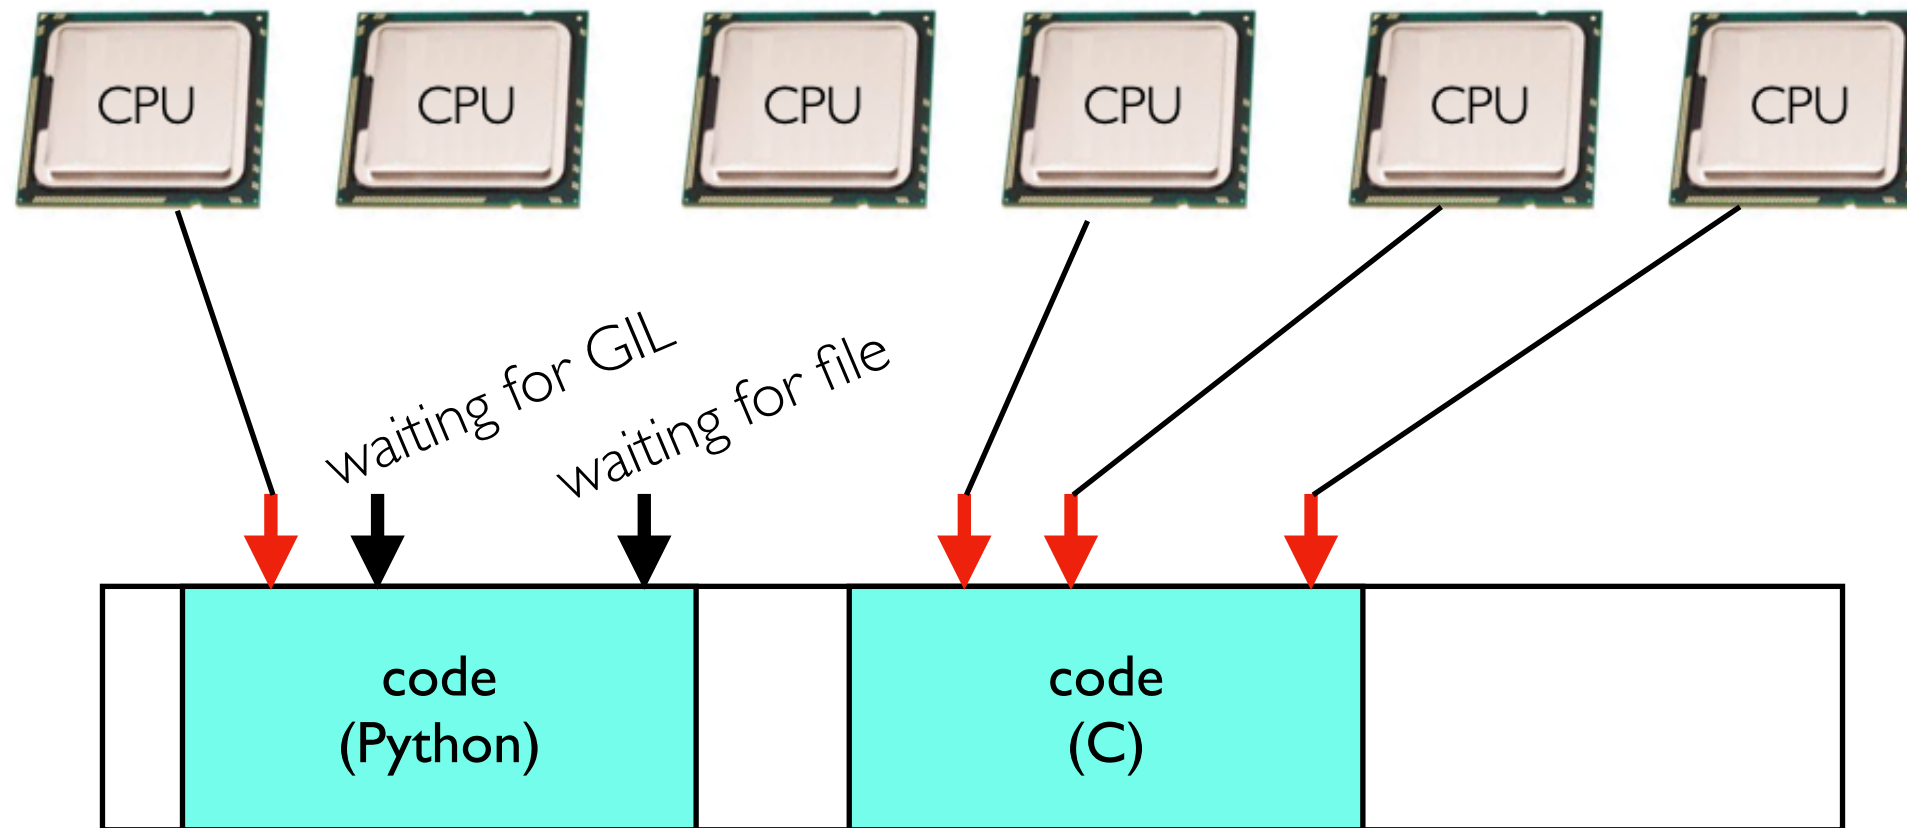 CPU
CPU
CPU
CPU
CPU
CPU
waiting for GIL
waiting for file
code
(Python)
code
(C)